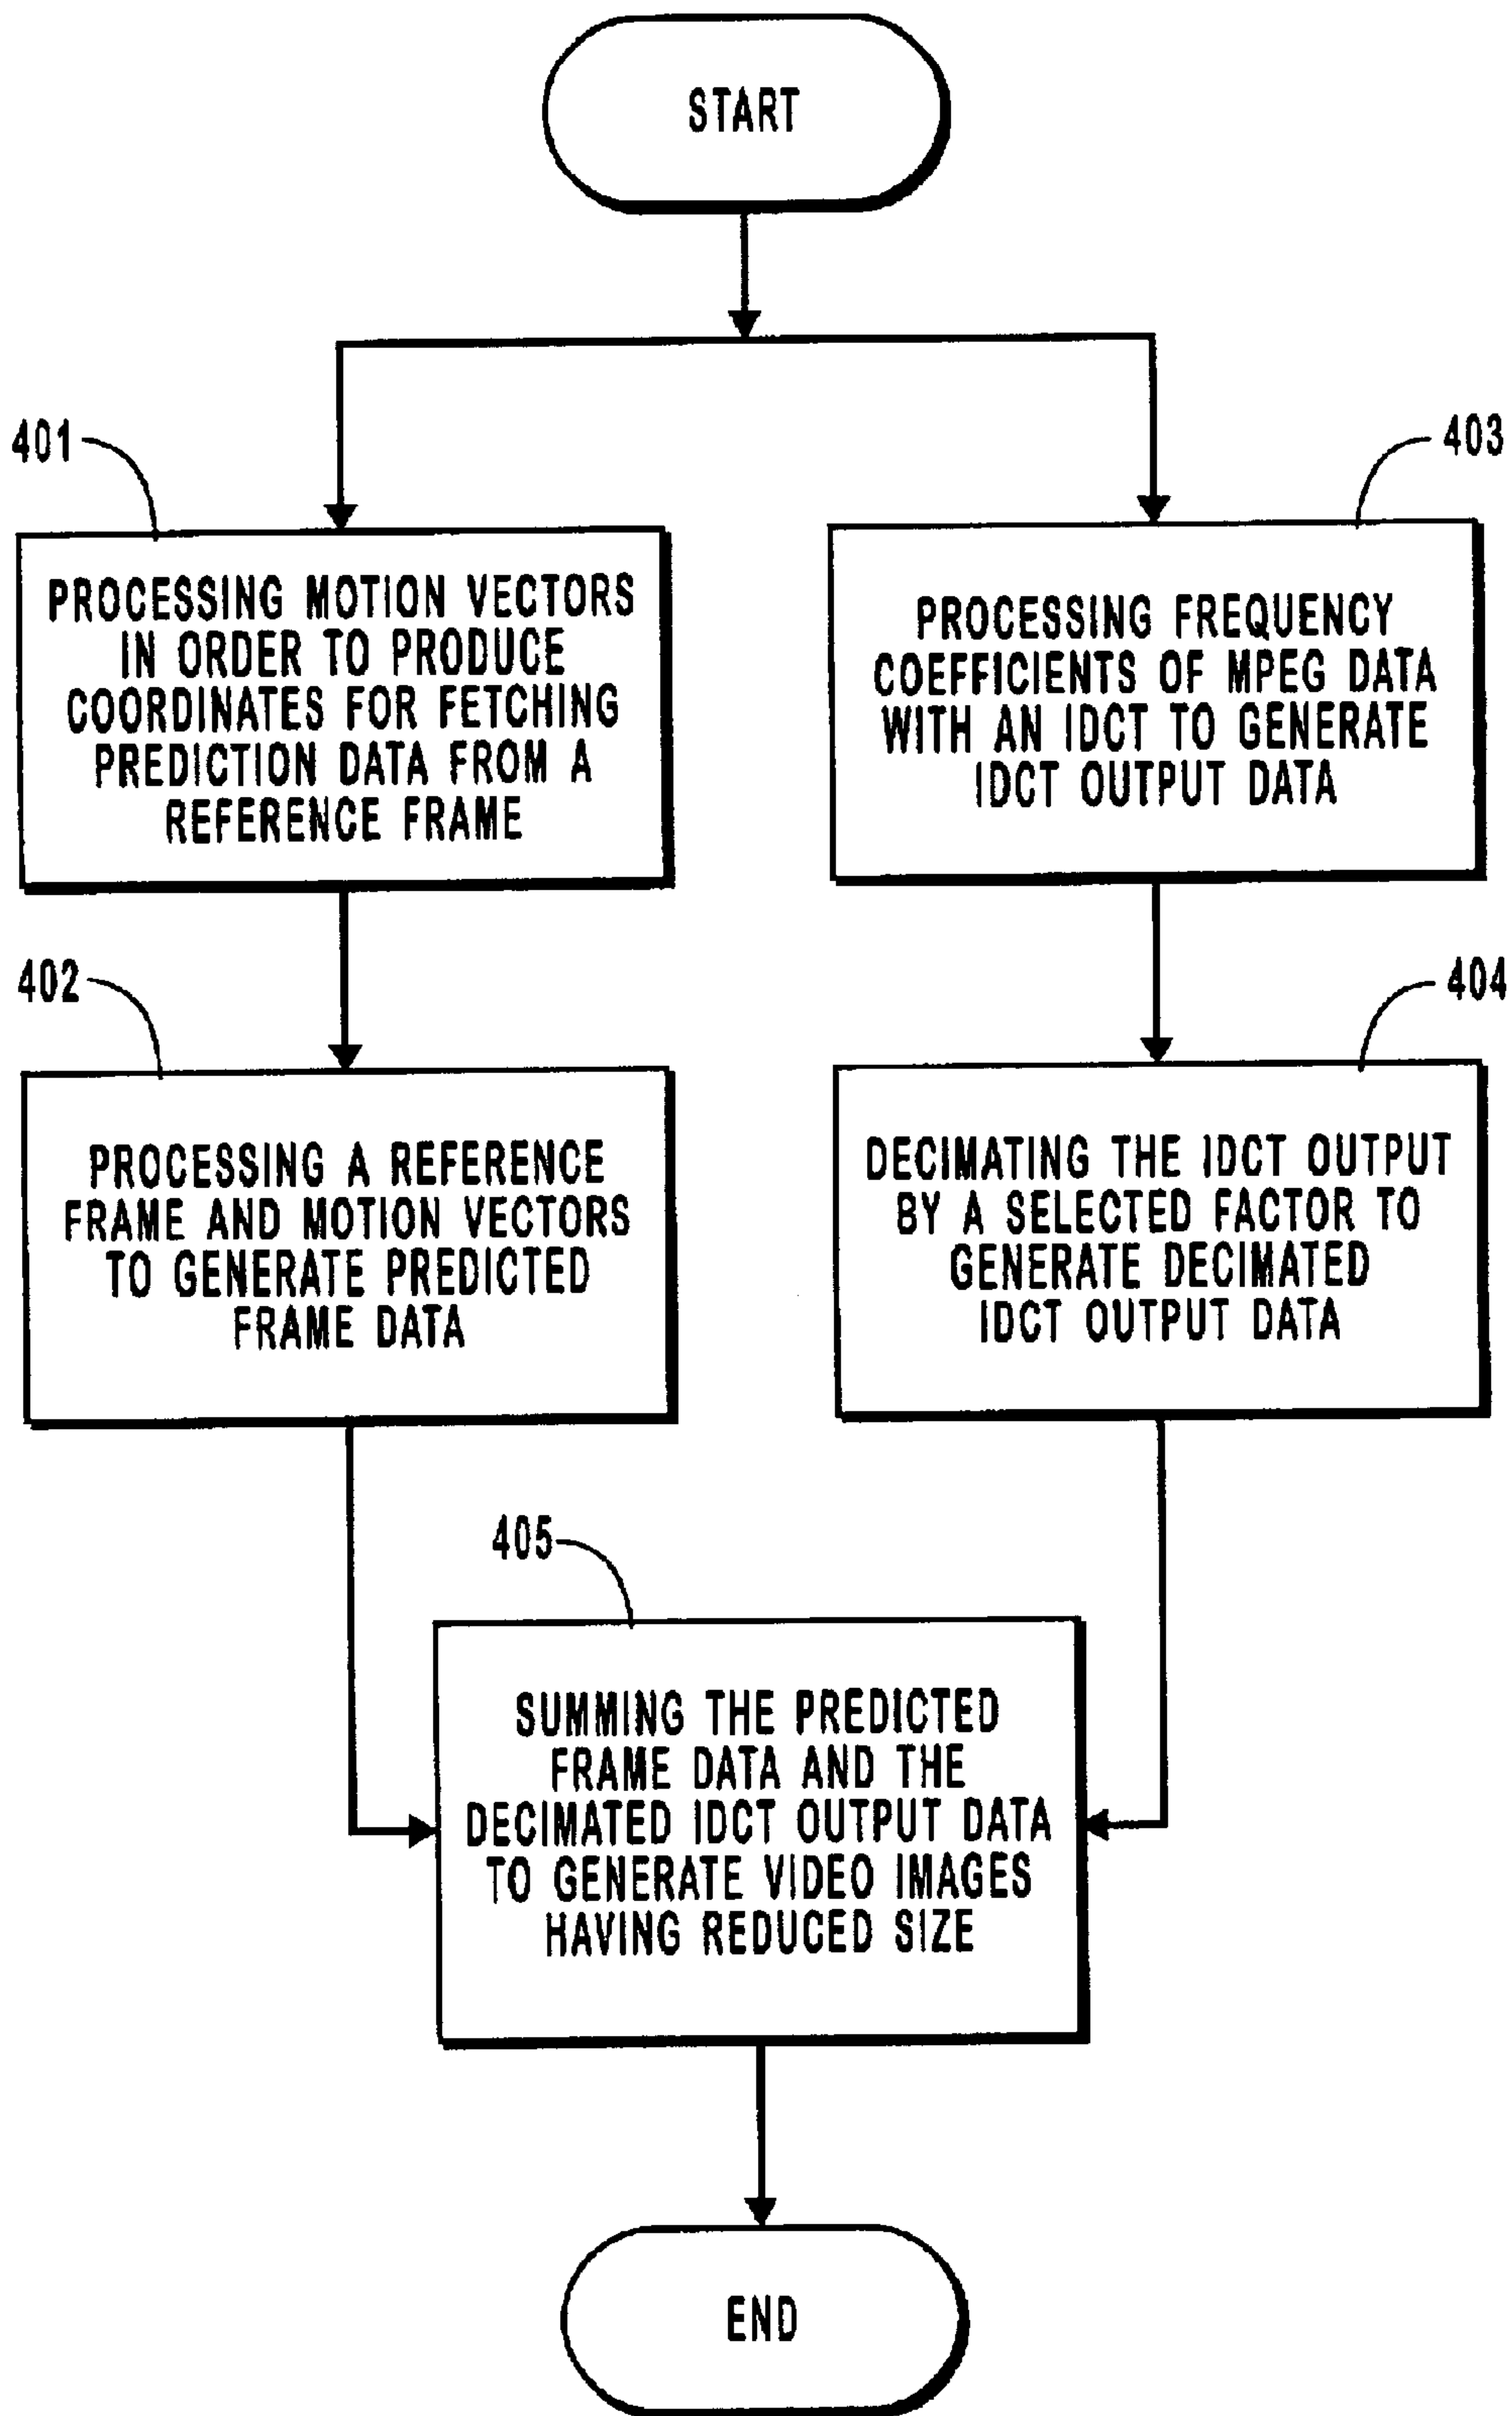 START
401
PROCESSING MOTION VECTORS
IN ORDER TO PRODUCE
COORDINATES FOR FETCHING
PREDICTION DATA FROM A
REFERENCE FRAME
403
PROCESSING FREQUENCY
COEFFICIENTS OF MPEG DATA
WITH AN IDCT TO GENERATE
IDCT OUTPUT DATA
402
PROCESSING A REFERENCE
FRAME AND MOTION VECTORS
TO GENERATE PREDICTED
FRAME DATA
404
DECIMATING THE IDCT OUTPUT
BY A SELECTED FACTOR TO
GENERATE DECIMATED
IDCT OUTPUT DATA
405
SUMMING THE PREDICTED
FRAME DATA AND THE
DECIMATED IDCT OUTPUT DATA
TO GENERATE VIDEO IMAGES
HAVING REDUCED SIZE
END